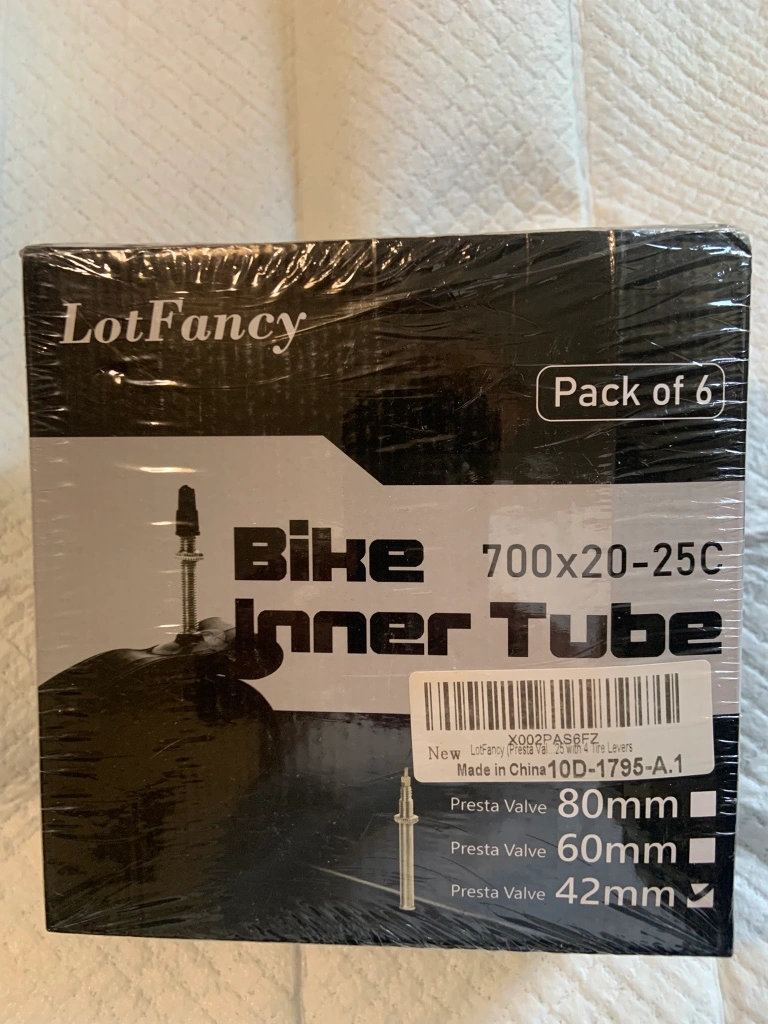 LotFancy
Pack of 6
Bike 700x20-25C
Inner Tube
X002PAS6FZ
New LotFancy (Presta Val...25 with 4 Tire Levers
Made in China 10D-1795-A.1
Presta Valve 80mm
Presta Valve 60mm
Presta Valve 42mm